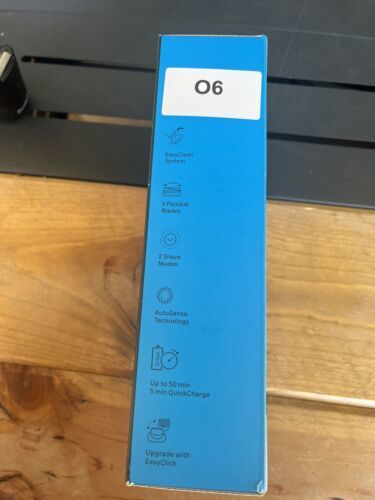 O6
EasyClean
System
3 Flexible
Blades
2 Shave
Modes
AutoSense
Technology
Up to 50 min
5 min QuickCharge
Upgrade with
EasyClick